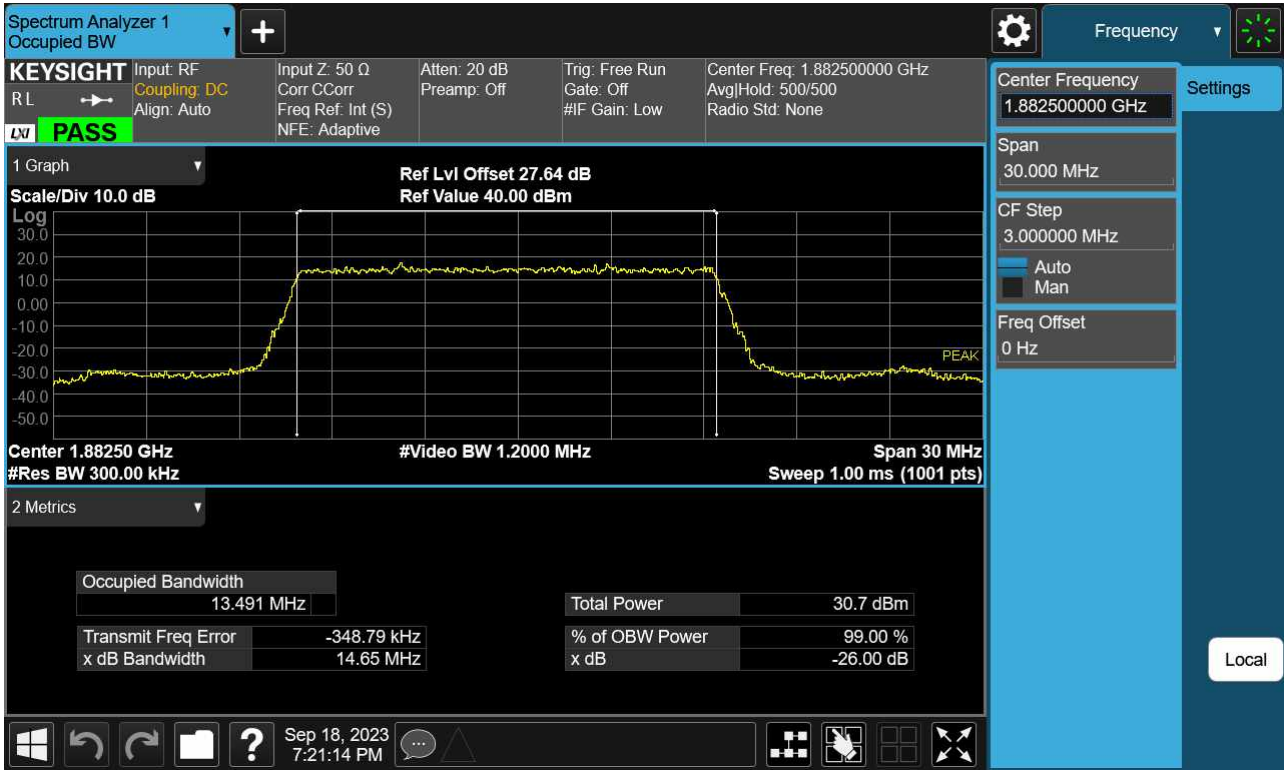 Spectrum Analyzer 1
Occupied BW
Frequency
KEYSIGHT
R L
LXI
PASS
Input: RF
Coupling: DC
Align: Auto
Input Z: 50 Ω
Corr CCorr
Freq Ref: Int (S)
NFE: Adaptive
Atten: 20 dB
Preamp: Off
Trig: Free Run
Gate: Off
#IF Gain: Low
Center Freq: 1.882500000 GHz
Avg|Hold: 500/500
Radio Std: None
Center Frequency
1.882500000 GHz
Settings
Span
30.000 MHz
CF Step
3.000000 MHz
Auto
Man
Freq Offset
0 Hz
Local
1 Graph
Scale/Div 10.0 dB
Ref Lvl Offset 27.64 dB
Ref Value 40.00 dBm
Log
30.0
20.0
10.0
0.00
-10.0
-20.0
-30.0
-40.0
-50.0
PEAK
Center 1.88250 GHz
#Video BW 1.2000 MHz
Span 30 MHz
#Res BW 300.00 kHz
Sweep 1.00 ms (1001 pts)
2 Metrics
Occupied Bandwidth
13.491 MHz
Total Power 30.7 dBm
Transmit Freq Error -348.79 kHz
% of OBW Power 99.00 %
x dB Bandwidth 14.65 MHz
x dB -26.00 dB
Sep 18, 2023
7:21:14 PM